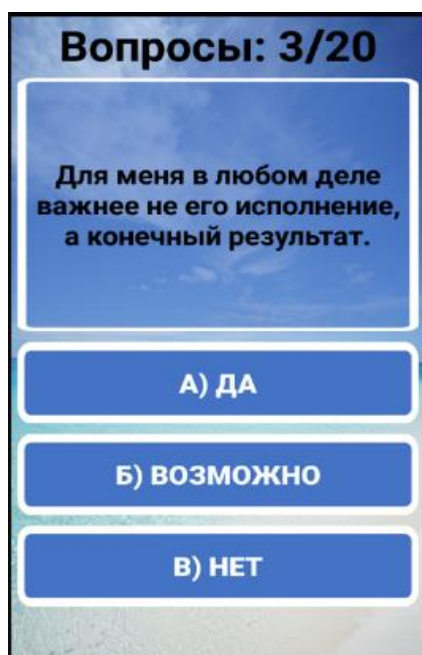 Вопросы: 3/20
Для меня в любом деле
важнее не его исполнение,
а конечный результат.
А) ДА
Б) ВОЗМОЖНО
В) НЕТ